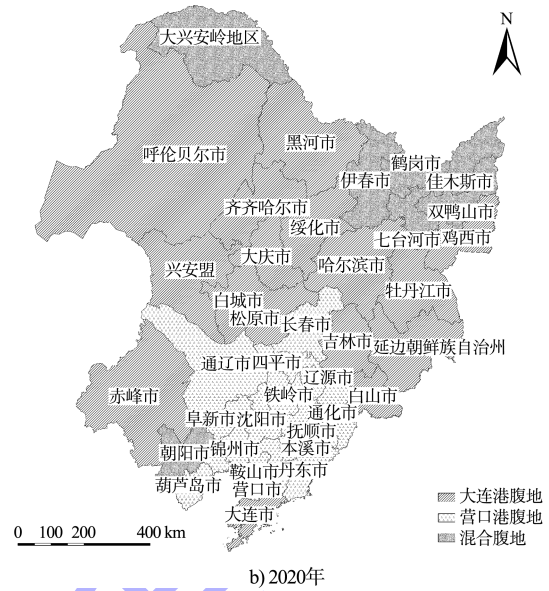 N
大兴安岭地区
呼伦贝尔市
黑河市
鹤岗市
伊春市
佳木斯市
齐齐哈尔市
双鸭山市
绥化市
七台河市
鸡西市
大庆市
哈尔滨市
兴安盟
牡丹江市
白城市
松原市
长春市
吉林市
延边朝鲜族自治州
通辽市
四平市
辽源市
赤峰市
铁岭市
白山市
阜新市
沈阳市
通化市
抚顺市
朝阳市
锦州市
本溪市
鞍山市
丹东市
葫芦岛市
营口市
大连市
大连港腹地
营口港腹地
混合腹地
0 100 200 400 km
b) 2020年